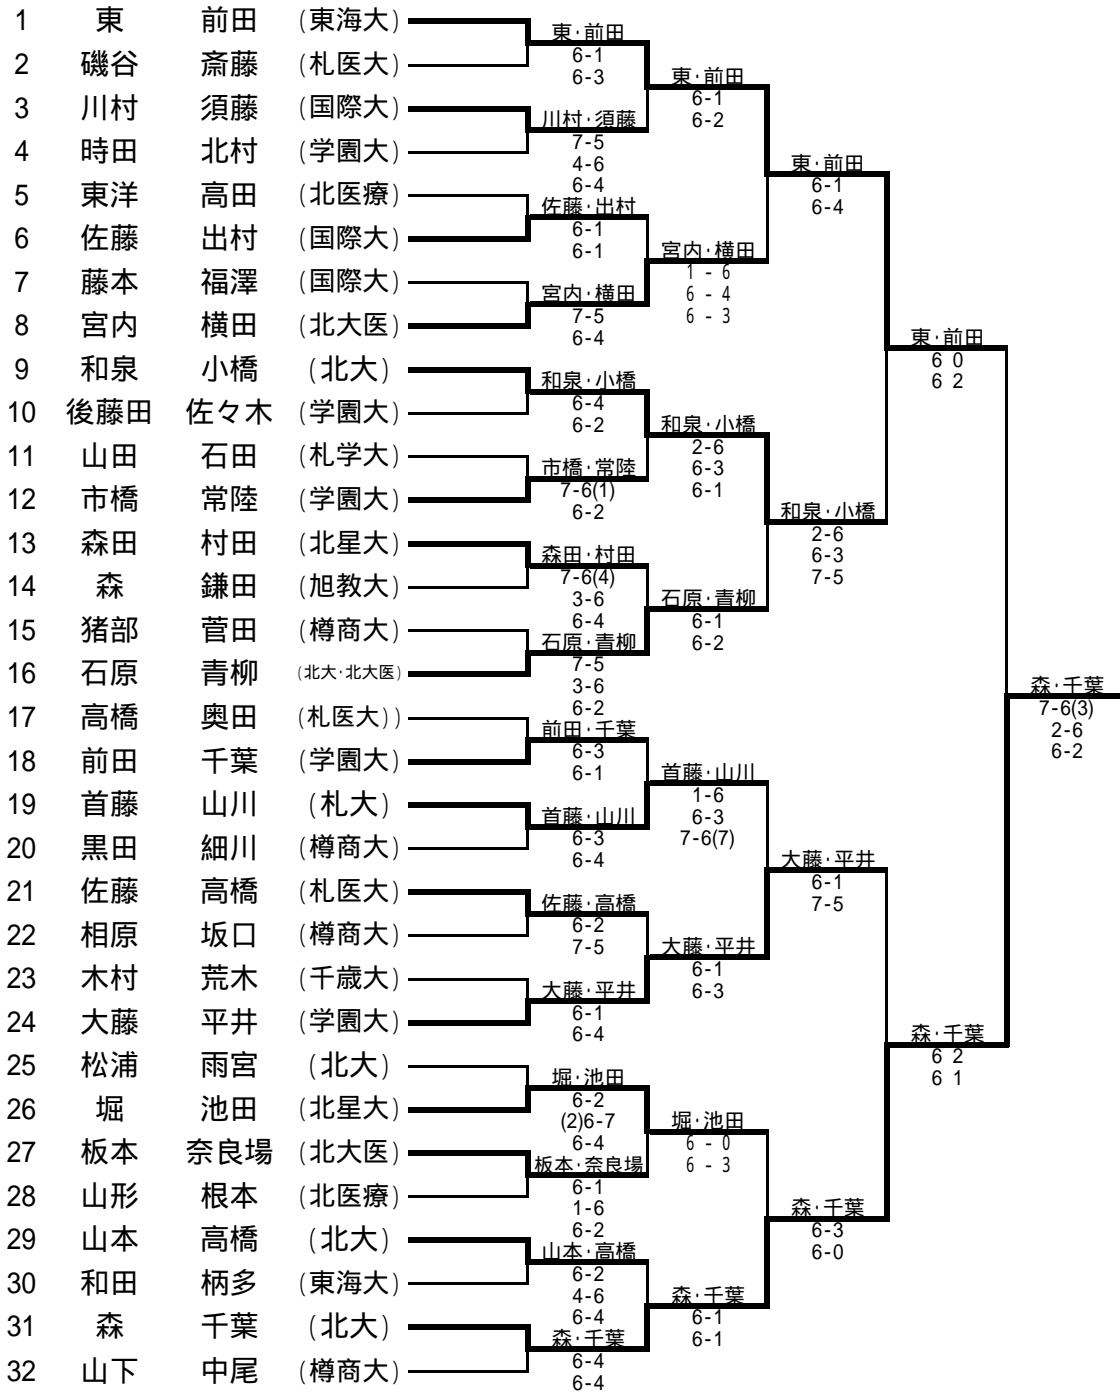 1 東 前田 (東海大)
2 磯谷 斎藤 (札医大)
3 川村 須藤 (国際大)
4 時田 北村 (学園大)
5 東洋 高田 (北医療)
6 佐藤 出村 (国際大)
7 藤本 福澤 (国際大)
8 宮内 横田 (北大医)
9 和泉 小橋 (北大)
10 後藤田 佐々木 (学園大)
11 山田 石田 (札学大)
12 市橋 常陸 (学園大)
13 森田 村田 (北星大)
14 森 鎌田 (旭教大)
15 猪部 菅田 (樽商大)
16 石原 青柳 (北大·北大医)
17 高橋 奥田 (札医大))
18 前田 千葉 (学園大)
19 首藤 山川 (札大)
20 黒田 細川 (樽商大)
21 佐藤 高橋 (札医大)
22 相原 坂口 (樽商大)
23 木村 荒木 (千歳大)
24 大藤 平井 (学園大)
25 松浦 雨宮 (北大)
26 堀 池田 (北星大)
27 板本 奈良場 (北大医)
28 山形 根本 (北医療)
29 山本 高橋 (北大)
30 和田 柄多 (東海大)
31 森 千葉 (北大)
32 山下 中尾 (樽商大)
東·前田
6-1
6-3
川村·須藤
7-5
4-6
6-4
佐藤·出村
6-1
6-1
宮内·横田
7-5
6-4
和泉·小橋
6-4
6-2
市橋·常陸
7-6(1)
6-2
森田·村田
7-6(4)
3-6
6-4
石原·青柳
7-5
3-6
6-2
前田·千葉
6-3
6-1
首藤·山川
6-3
6-4
佐藤·高橋
6-2
7-5
大藤·平井
6-1
6-4
堀·池田
6-2
(2)6-7
6-4
板本·奈良場
6-1
1-6
6-2
山本·高橋
6-2
4-6
6-4
森·千葉
6-4
6-4
東·前田
6-1
6-2
宮内·横田
1 - 6
6 - 4
6 - 3
和泉·小橋
2-6
6-3
6-1
石原·青柳
6-1
6-2
首藤·山川
1-6
6-3
7-6(7)
大藤·平井
6-1
6-3
堀·池田
6 - 0
6 - 3
森·千葉
6-1
6-1
東·前田
6-1
6-4
和泉·小橋
2-6
6-3
7-5
大藤·平井
6-1
7-5
森·千葉
6-3
6-0
東·前田
6 0
6 2
森·千葉
6 2
6 1
森·千葉
7-6(3)
2-6
6-2